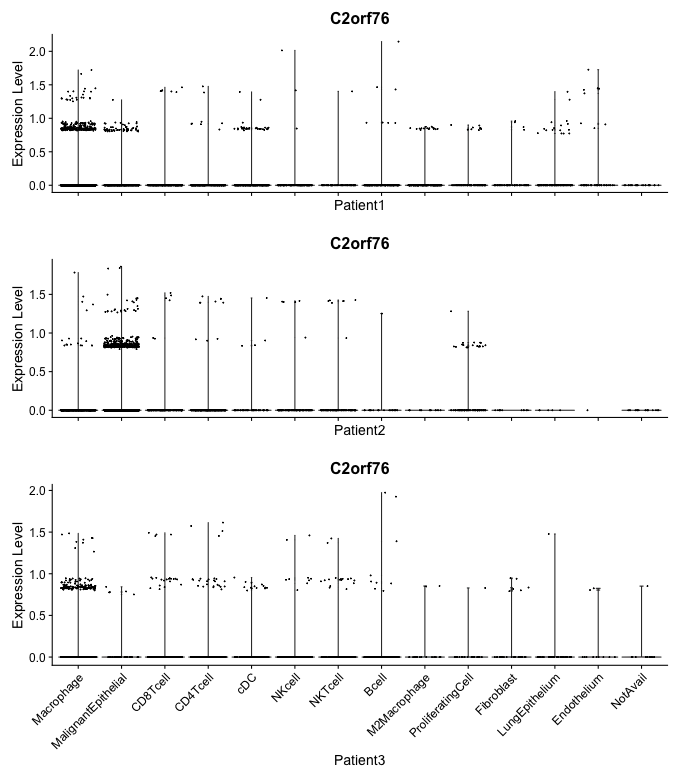 C2orf76
Expression Level
2.0
1.5
1.0
0.5
0.0
Patient1
C2orf76
Expression Level
1.5
1.0
0.5
0.0
Patient2
C2orf76
Expression Level
2.0
1.5
1.0
0.5
0.0
Macrophage
MalignantEpithelial
CD8Tcell
CD4Tcell
cDC
NKcell
NKTcell
Bcell
M2Macrophage
ProliferatingCell
Fibroblast
LungEpithelium
Endothelium
NotAvail
Patient3